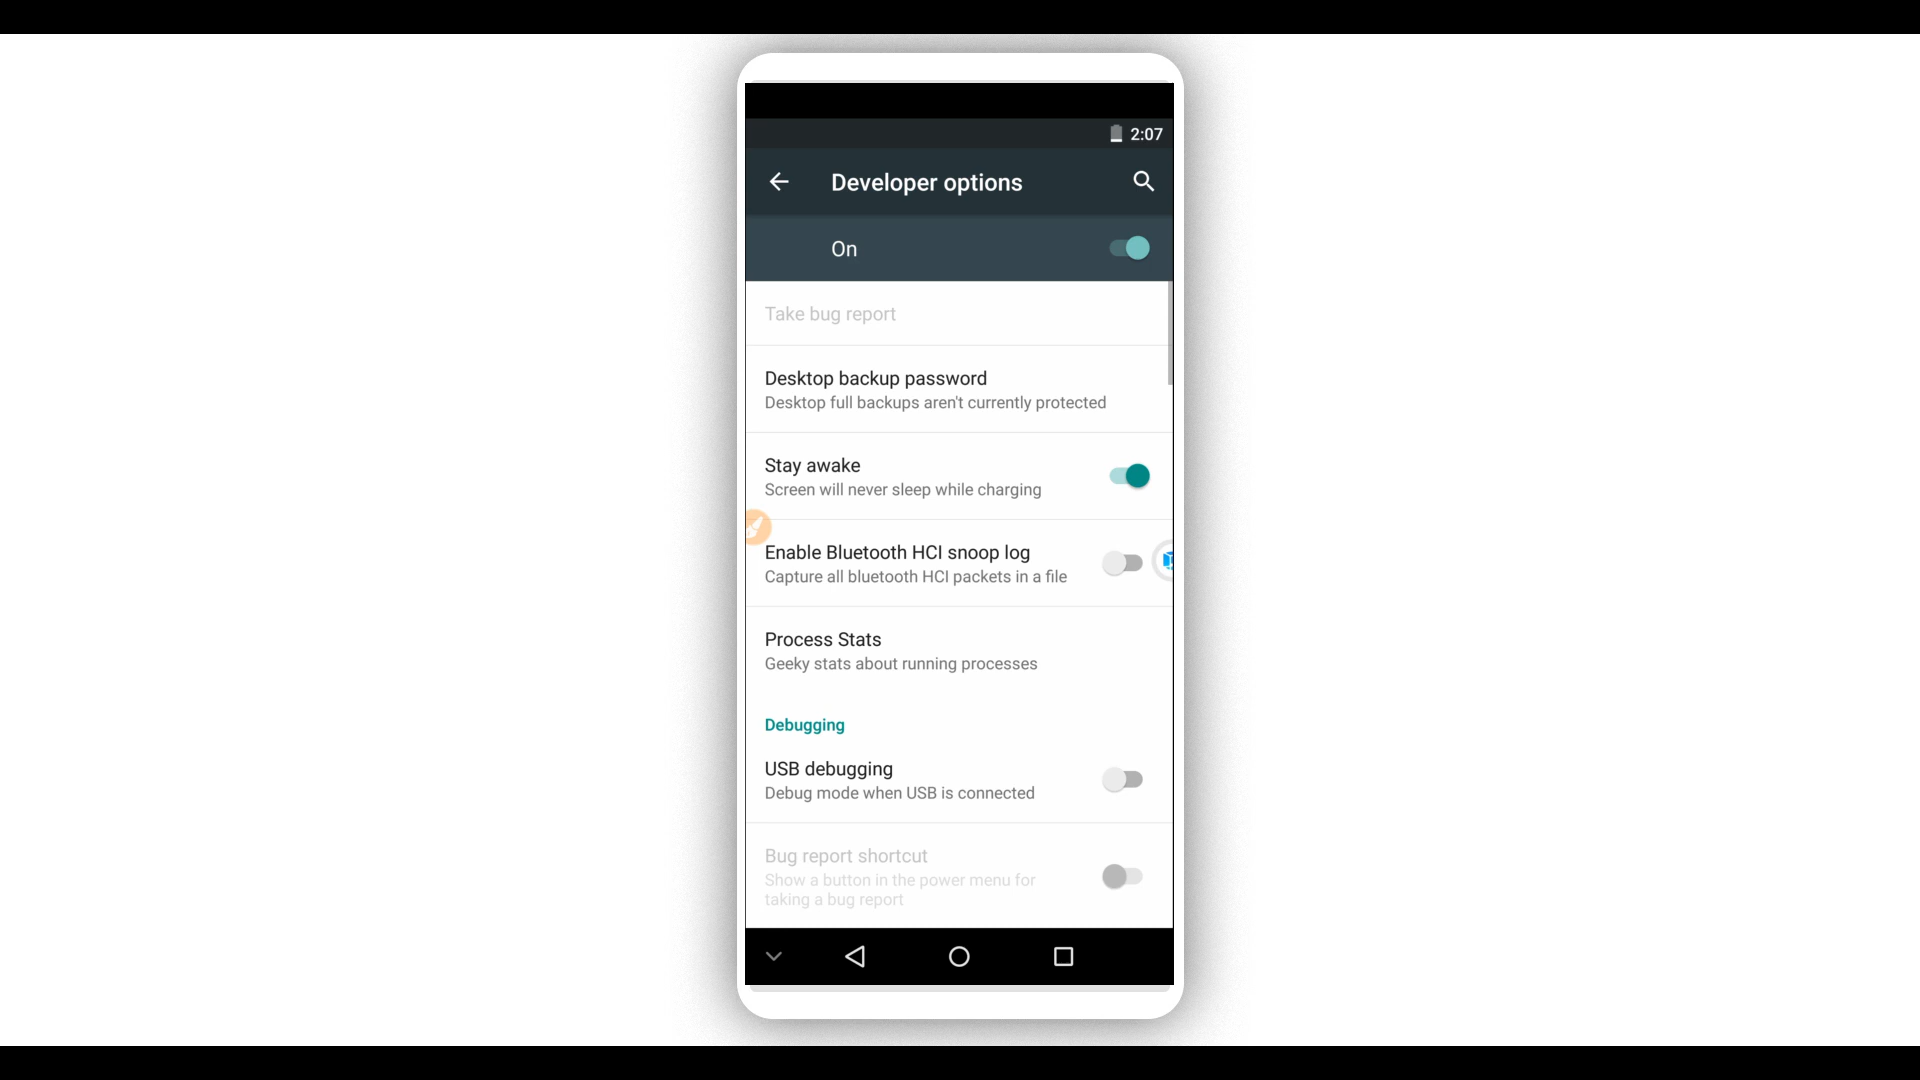 2:07
Developer options
On
Take bug report
Desktop backup password
Desktop full backups aren't currently protected
Stay awake
Screen will never sleep while charging
Enable Bluetooth HCI snoop log
Capture all bluetooth HCI packets in a file
Process Stats
Geeky stats about running processes
Debugging
USB debugging
Debug mode when USB is connected
Bug report shortcut
Show a button in the power menu for
taking a bug report